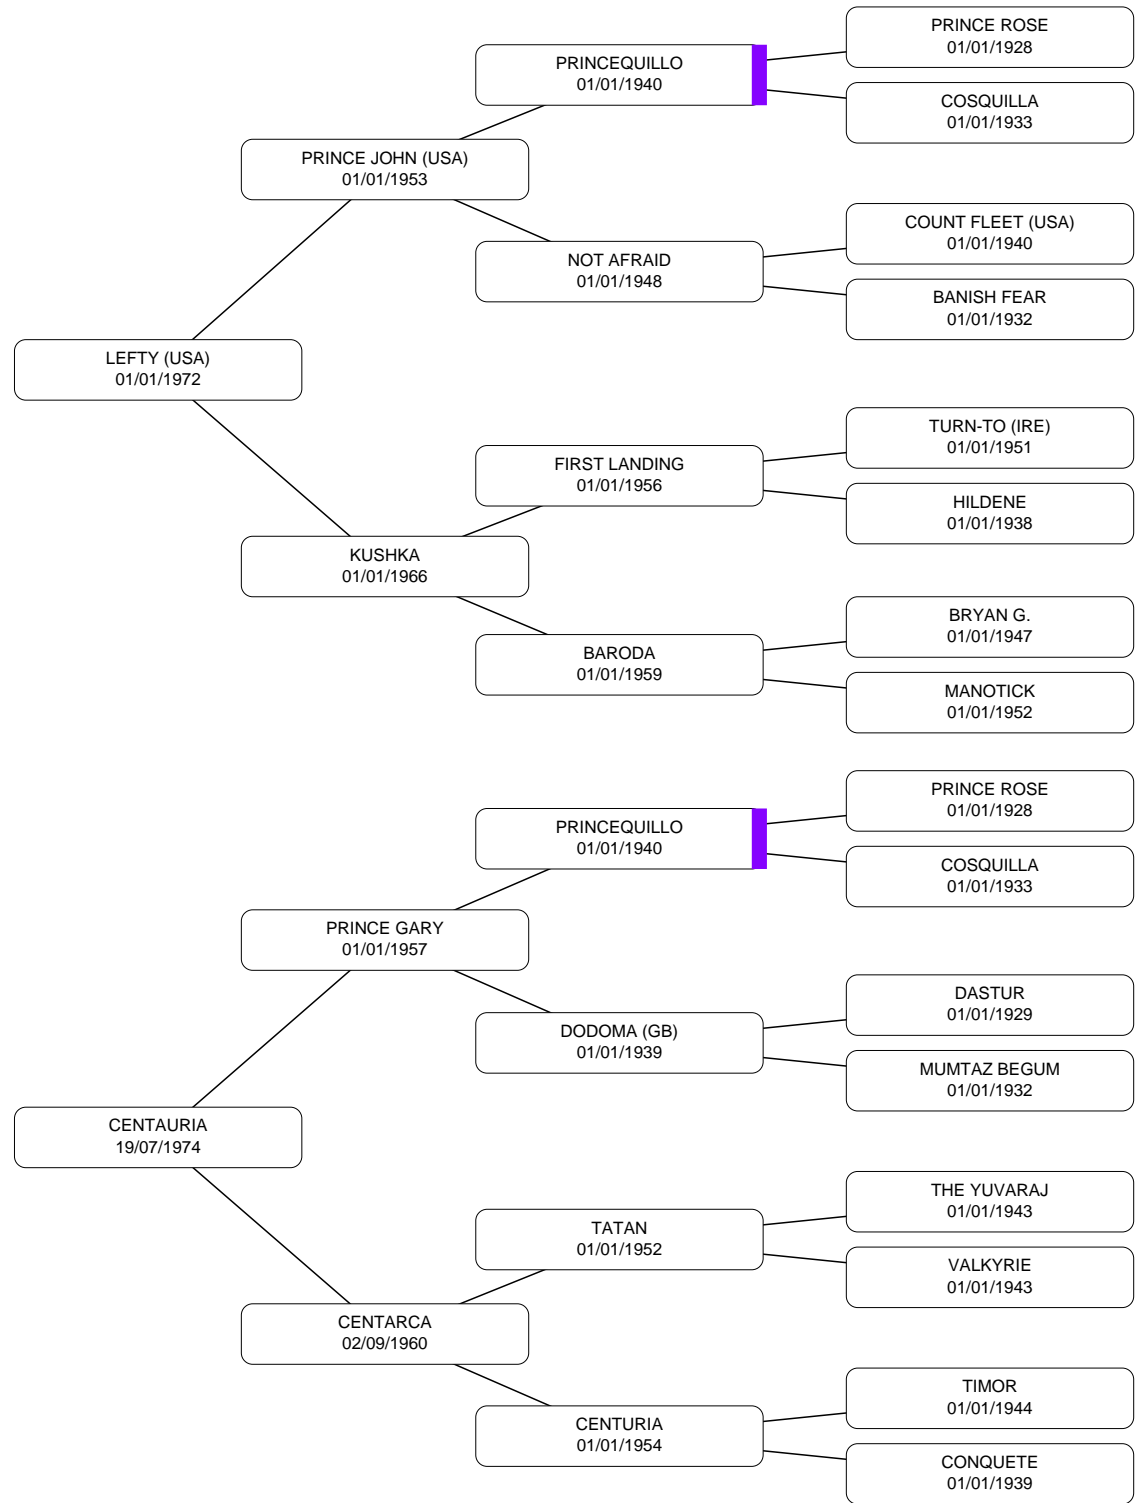 PRINCE ROSE
01/01/1928
PRINCEQUILLO
01/01/1940
COSQUILLA
01/01/1933
PRINCE JOHN (USA)
01/01/1953
COUNT FLEET (USA)
01/01/1940
NOT AFRAID
01/01/1948
BANISH FEAR
01/01/1932
LEFTY (USA)
01/01/1972
TURN-TO (IRE)
01/01/1951
FIRST LANDING
01/01/1956
HILDENE
01/01/1938
KUSHKA
01/01/1966
BRYAN G.
01/01/1947
BARODA
01/01/1959
MANOTICK
01/01/1952
PRINCE ROSE
01/01/1928
PRINCEQUILLO
01/01/1940
COSQUILLA
01/01/1933
PRINCE GARY
01/01/1957
DASTUR
01/01/1929
DODOMA (GB)
01/01/1939
MUMTAZ BEGUM
01/01/1932
CENTAURIA
19/07/1974
THE YUVARAJ
01/01/1943
TATAN
01/01/1952
VALKYRIE
01/01/1943
CENTARCA
02/09/1960
TIMOR
01/01/1944
CENTURIA
01/01/1954
CONQUETE
01/01/1939